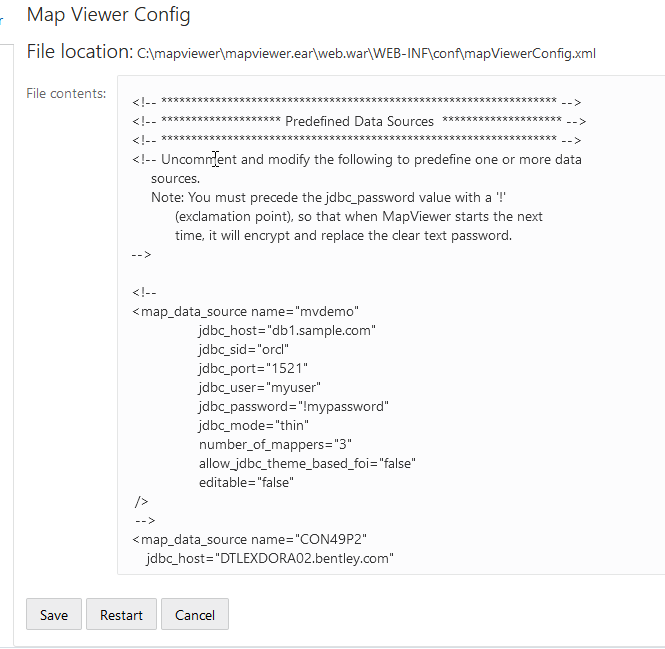 Map Viewer Config
File location: C:\mapviewer\mapviewer.ear\web.war\WEB-INF\conf\mapViewerConfig.xml
File contents:
<!-- ****************************************************************** -->
<!-- ******************** Predefined Data Sources ******************** -->
<!-- ****************************************************************** -->
<!-- Uncomment and modify the following to predefine one or more data
sources.
Note: You must precede the jdbc_password value with a '!'
(exclamation point), so that when MapViewer starts the next
time, it will encrypt and replace the clear text password.
-->
<!--
<map_data_source name="mvdemo"
jdbc_host="db1.sample.com"
jdbc_sid="orcl"
jdbc_port="1521"
jdbc_user="myuser"
jdbc_password="!mypassword"
jdbc_mode="thin"
number_of_mappers="3"
allow_jdbc_theme_based_foi="false"
editable="false"
/>
-->
<map_data_source name="CON49P2"
jdbc_host="DTLEXDORA02.bentley.com"
Save Restart Cancel